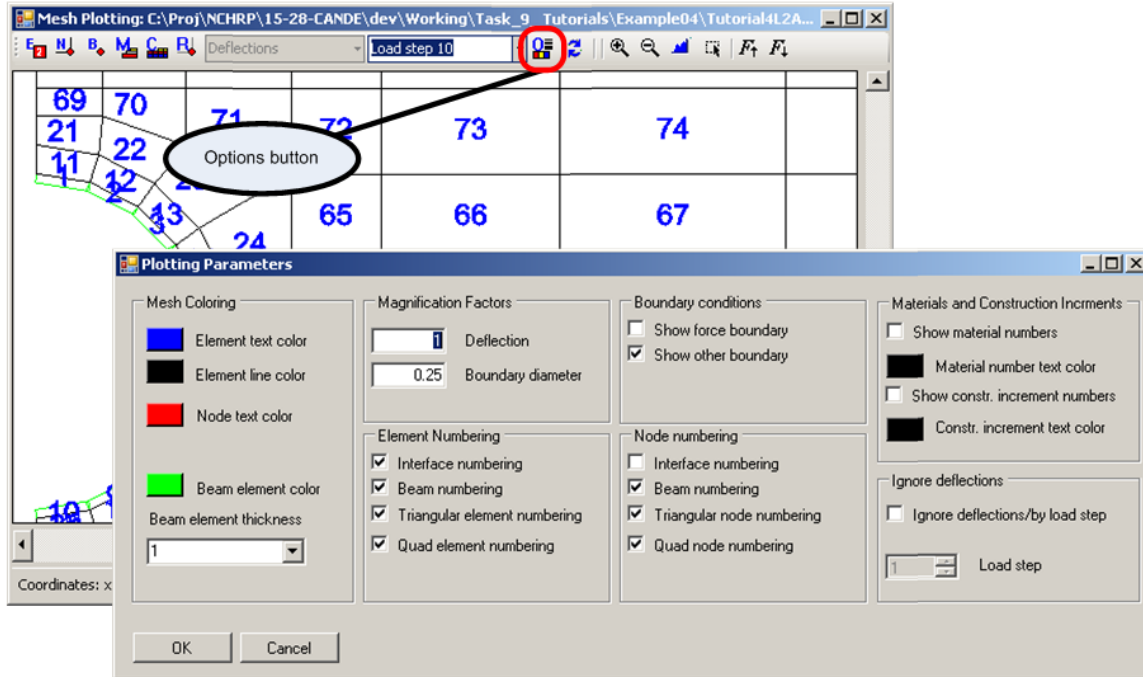 Mesh Plotting: C:\Proj\NCHRP\15-28-CANDE\dev\Working\Task_9_ Tutorials\Example04\Tutorial4L2A...
Deflections
Load step 10
69 70 71 72 73 74
21 22
11 12
1 2
13
3
24
65 66 67
Options button
Coordinates: x
Plotting Parameters
Mesh Coloring
Element text color
Element line color
Node text color
Beam element color
Beam element thickness
1
Magnification Factors
1 Deflection
0.25 Boundary diameter
Element Numbering
Interface numbering
Beam numbering
Triangular element numbering
Quad element numbering
Boundary conditions
Show force boundary
Show other boundary
Node numbering
Interface numbering
Beam numbering
Triangular node numbering
Quad node numbering
Materials and Construction Incrments
Show material numbers
Material number text color
Show constr. increment numbers
Constr. increment text color
Ignore deflections
Ignore deflections/by load step
1 Load step
OK Cancel